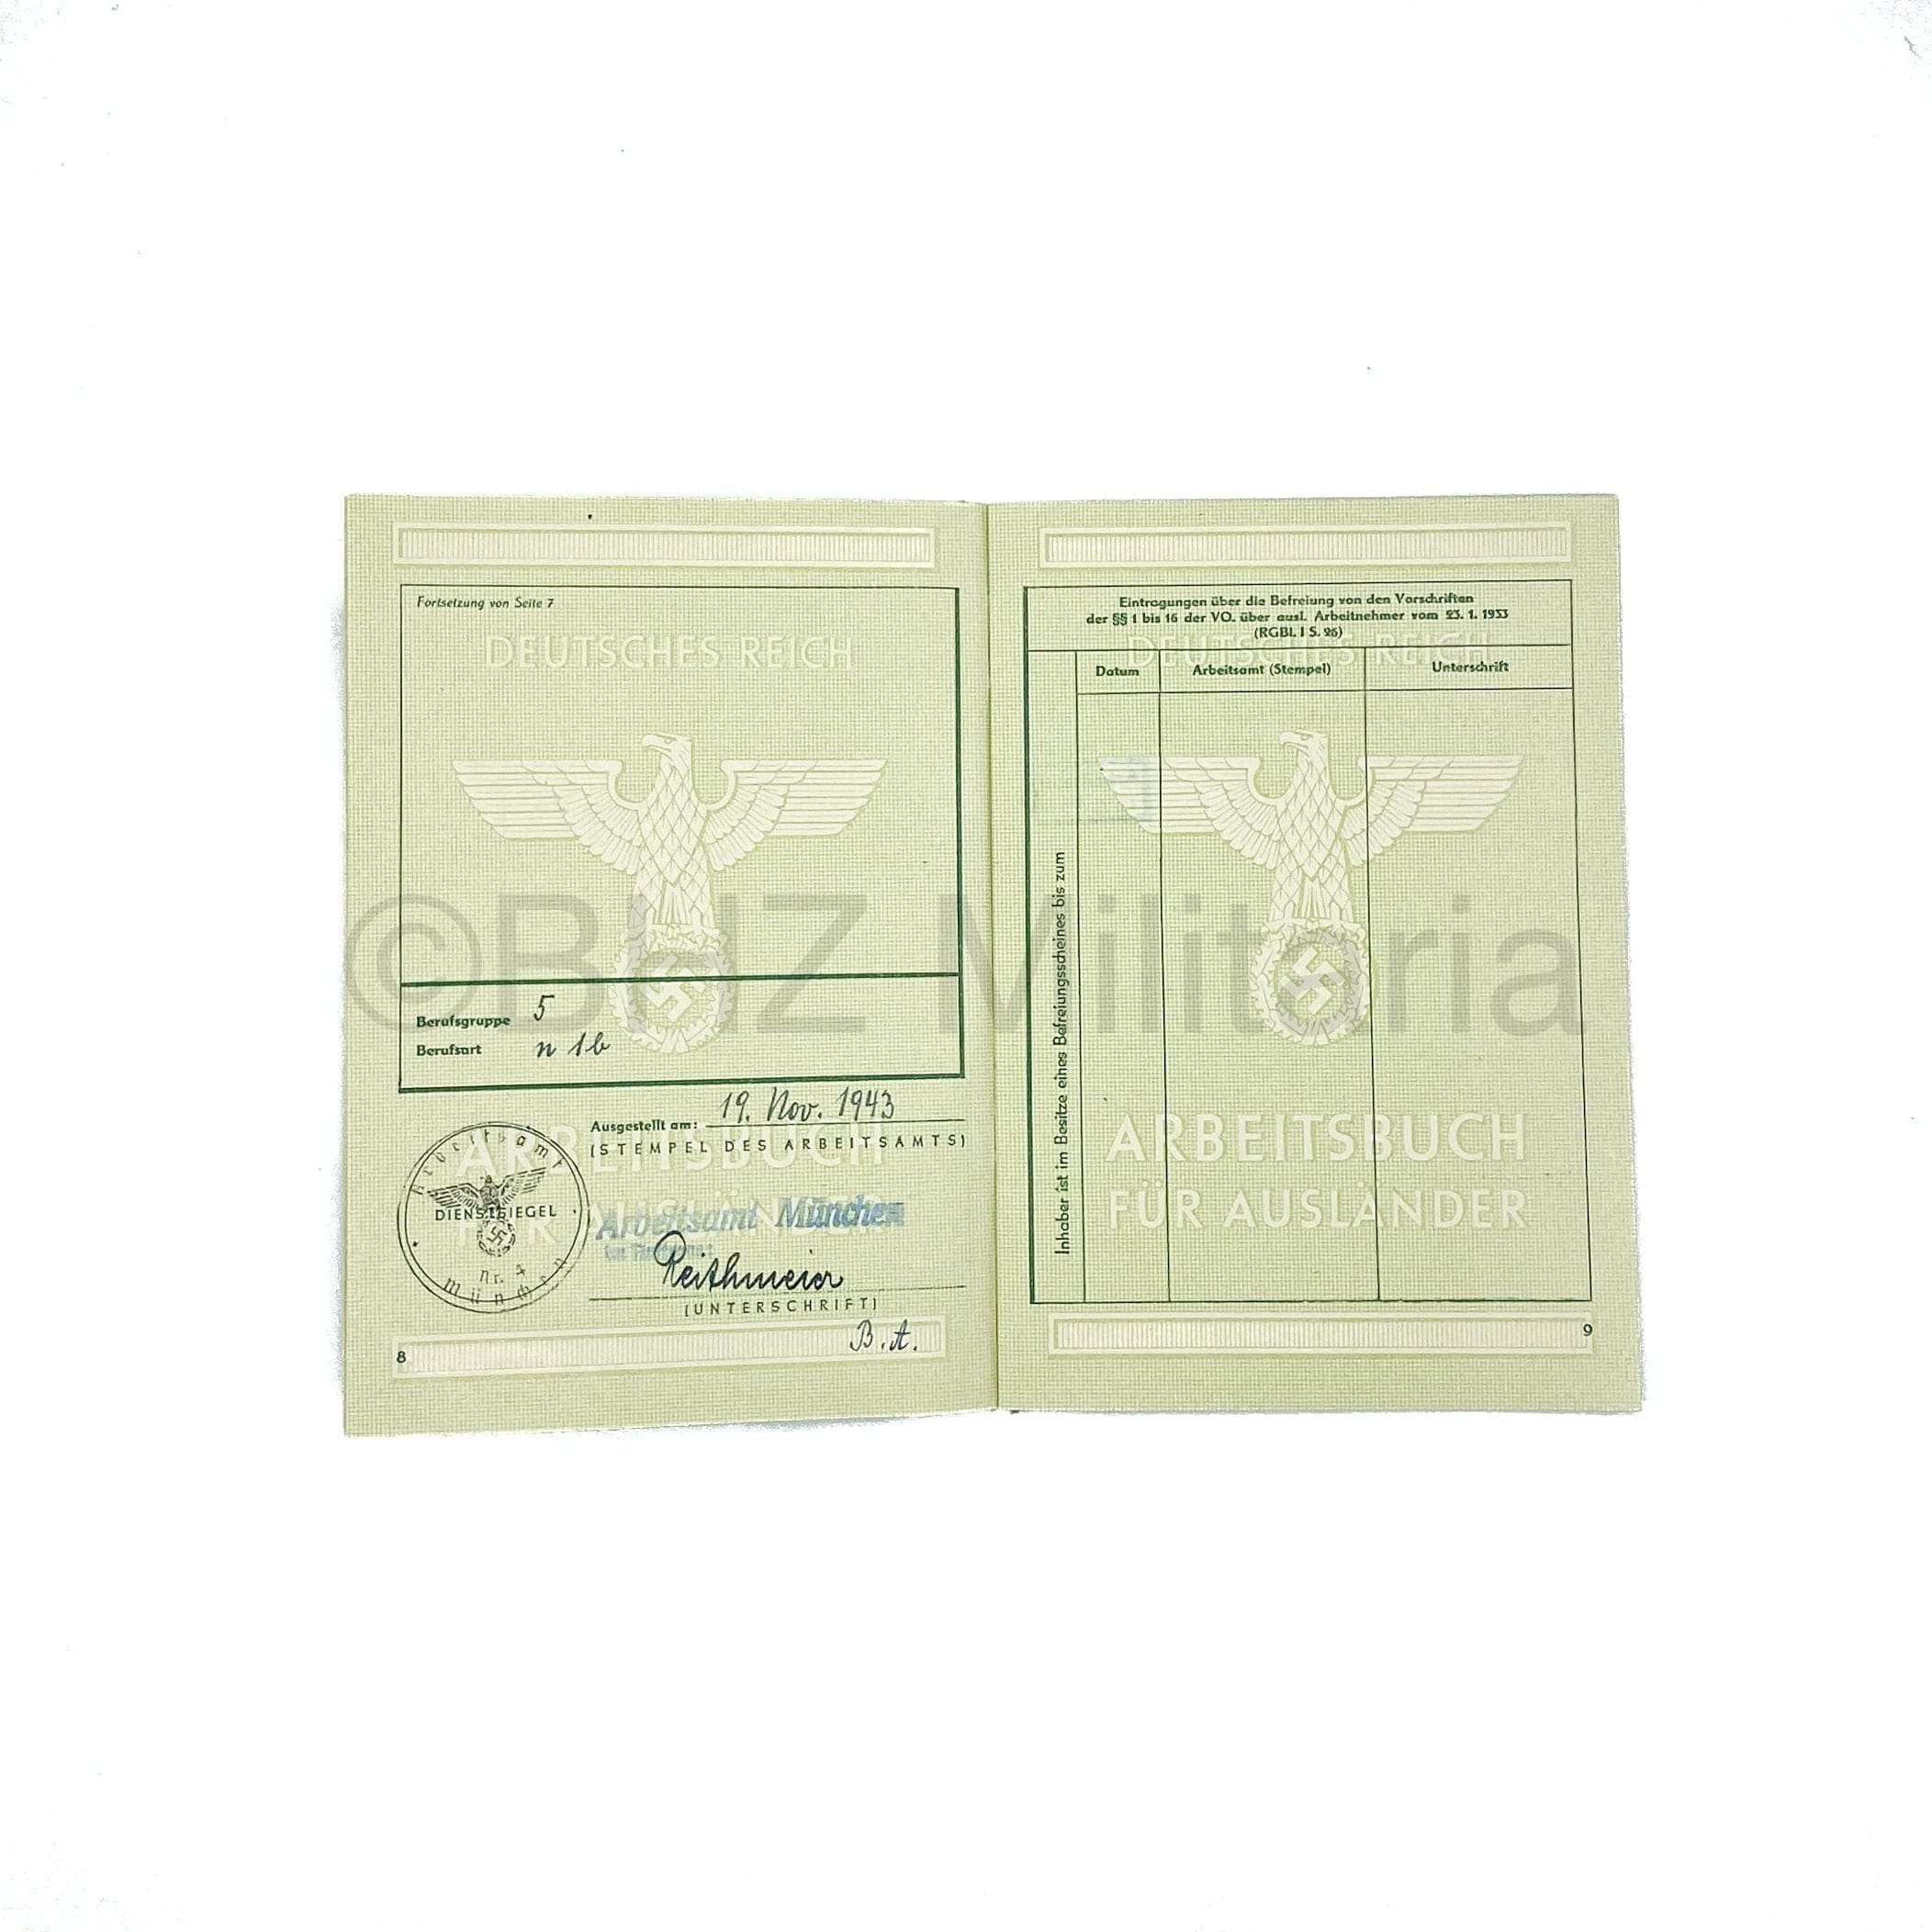 Fortsetzung von Seite 7
DEUTSCHES REICH
Berufsgruppe 5
Berufsart n 1b
Ausgestellt am: 19. Nov. 1943
(STEMPEL DES ARBEITSAMTS)
ARBEITSBUCH
FÜR AUSLÄNDER
Arbeitsamt
DIENSTSIEGEL
Nr. 4
München
Arbeitsamt München
Reithmeier
(UNTERSCHRIFT)
B. A.
8
Eintragungen über die Befreiung von den Vorschriften
der §§ 1 bis 16 der VO. über ausl. Arbeitnehmer vom 23. 1. 1933
(RGBl. I S. 26)
DEUTSCHES REICH
Datum Arbeitsamt (Stempel) Unterschrift
Inhaber ist im Besitze eines Befreiungsscheines bis zum
ARBEITSBUCH
FÜR AUSLÄNDER
9
©BHZ Militaria